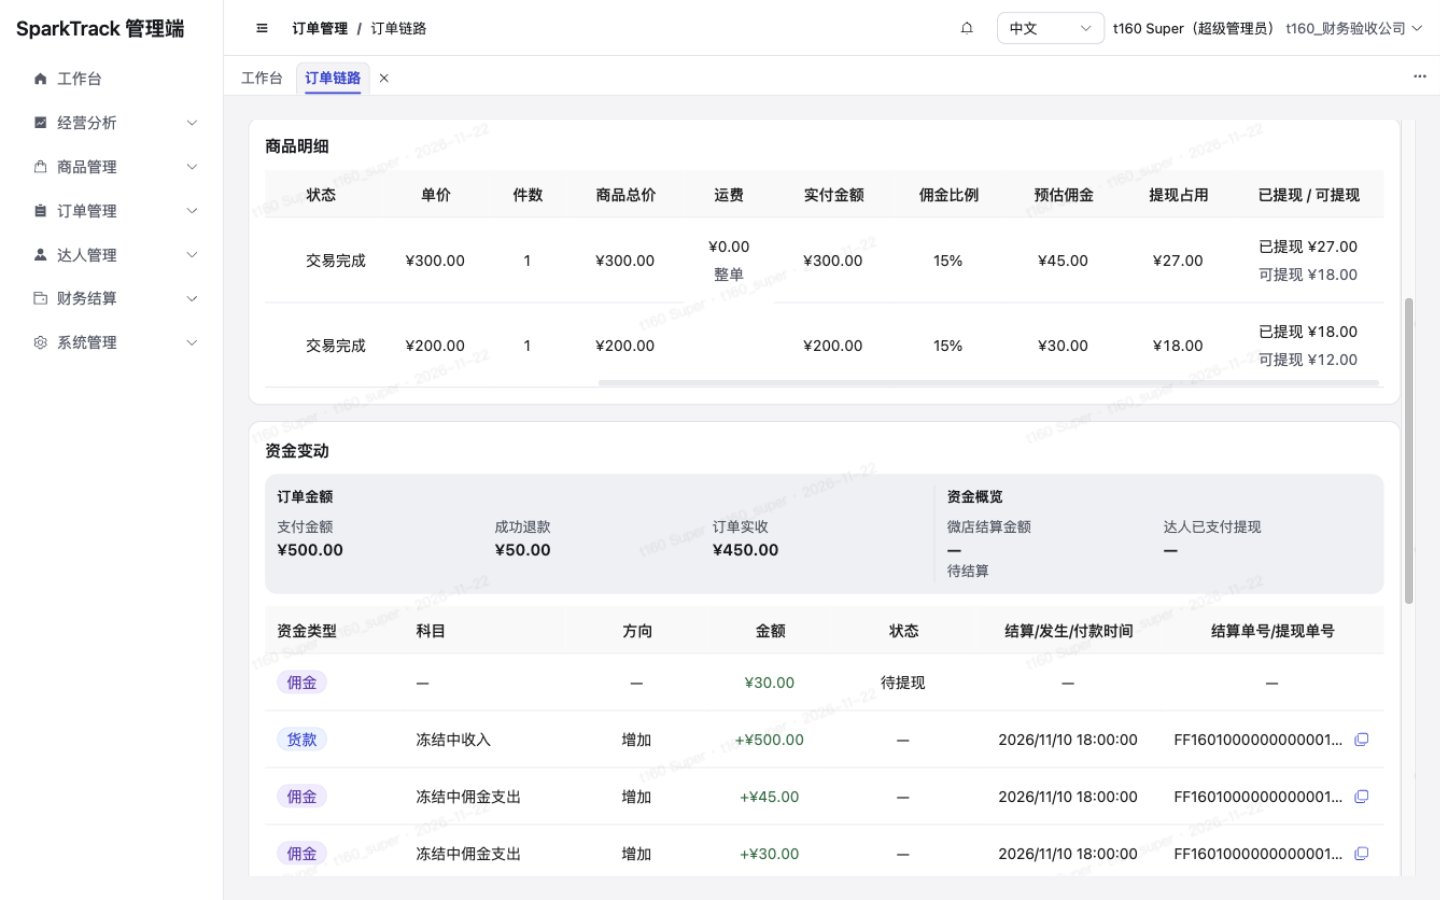 SparkTrack 管理端
订单管理 / 订单链路
中文
t160 Super（超级管理员）
t160_财务验收公司
工作台
经营分析
商品管理
订单管理
达人管理
财务结算
系统管理
工作台
订单链路
商品明细
状态 单价 件数 商品总价 运费 实付金额 佣金比例 预估佣金 提现占用 已提现 / 可提现
交易完成 ¥300.00 1 ¥300.00 ¥0.00 整单 ¥300.00 15% ¥45.00 ¥27.00 已提现 ¥27.00
可提现 ¥18.00
交易完成 ¥200.00 1 ¥200.00 ¥200.00 15% ¥30.00 ¥18.00 已提现 ¥18.00
可提现 ¥12.00
资金变动
订单金额
支付金额 成功退款 订单实收
¥500.00 ¥50.00 ¥450.00
资金概览
微店结算金额 达人已支付提现
— —
待结算
资金类型 科目 方向 金额 状态 结算/发生/付款时间 结算单号/提现单号
佣金 — — ¥30.00 待提现 — —
货款 冻结中收入 增加 +¥500.00 — 2026/11/10 18:00:00 FF1601000000000001...
佣金 冻结中佣金支出 增加 +¥45.00 — 2026/11/10 18:00:00 FF1601000000000001...
佣金 冻结中佣金支出 增加 +¥30.00 — 2026/11/10 18:00:00 FF1601000000000001...
t160_super · 2026-11-22